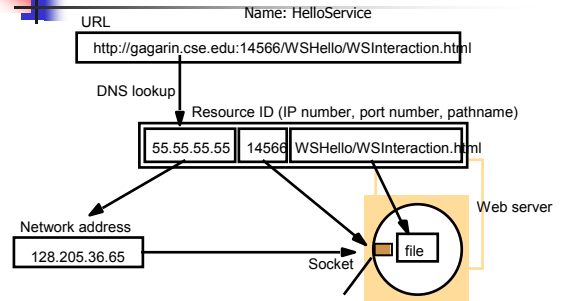 Name: HelloService
URL
http://gagarin.cse.edu:14566/WSHello/WSInteraction.html
DNS lookup
Resource ID (IP number, port number, pathname)
55.55.55.55 14566 WSHello/WSInteraction.html
Web server
Network address
128.205.36.65
Socket
file